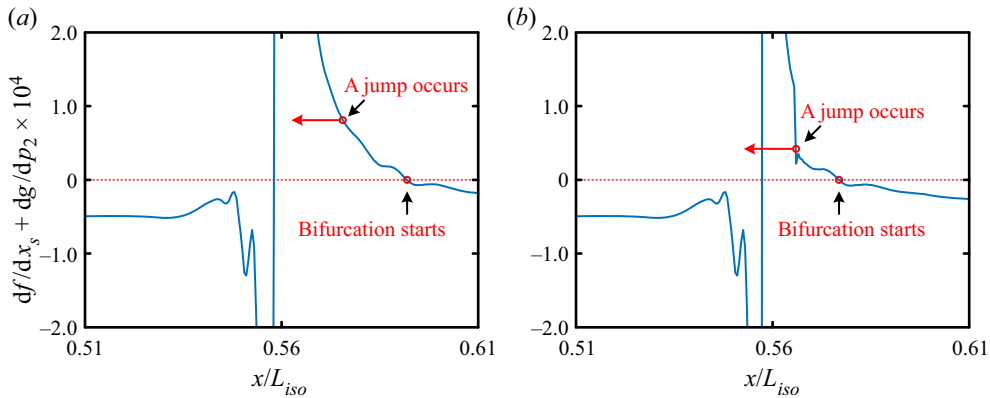 (a)
2.0
1.0
0
−1.0
−2.0
df/dx_s + dg/dp_2 × 10^4
A jump occurs
Bifurcation starts
0.51
0.56
0.61
x/L_iso
(b)
2.0
1.0
0
−1.0
−2.0
A jump occurs
Bifurcation starts
0.51
0.56
0.61
x/L_iso